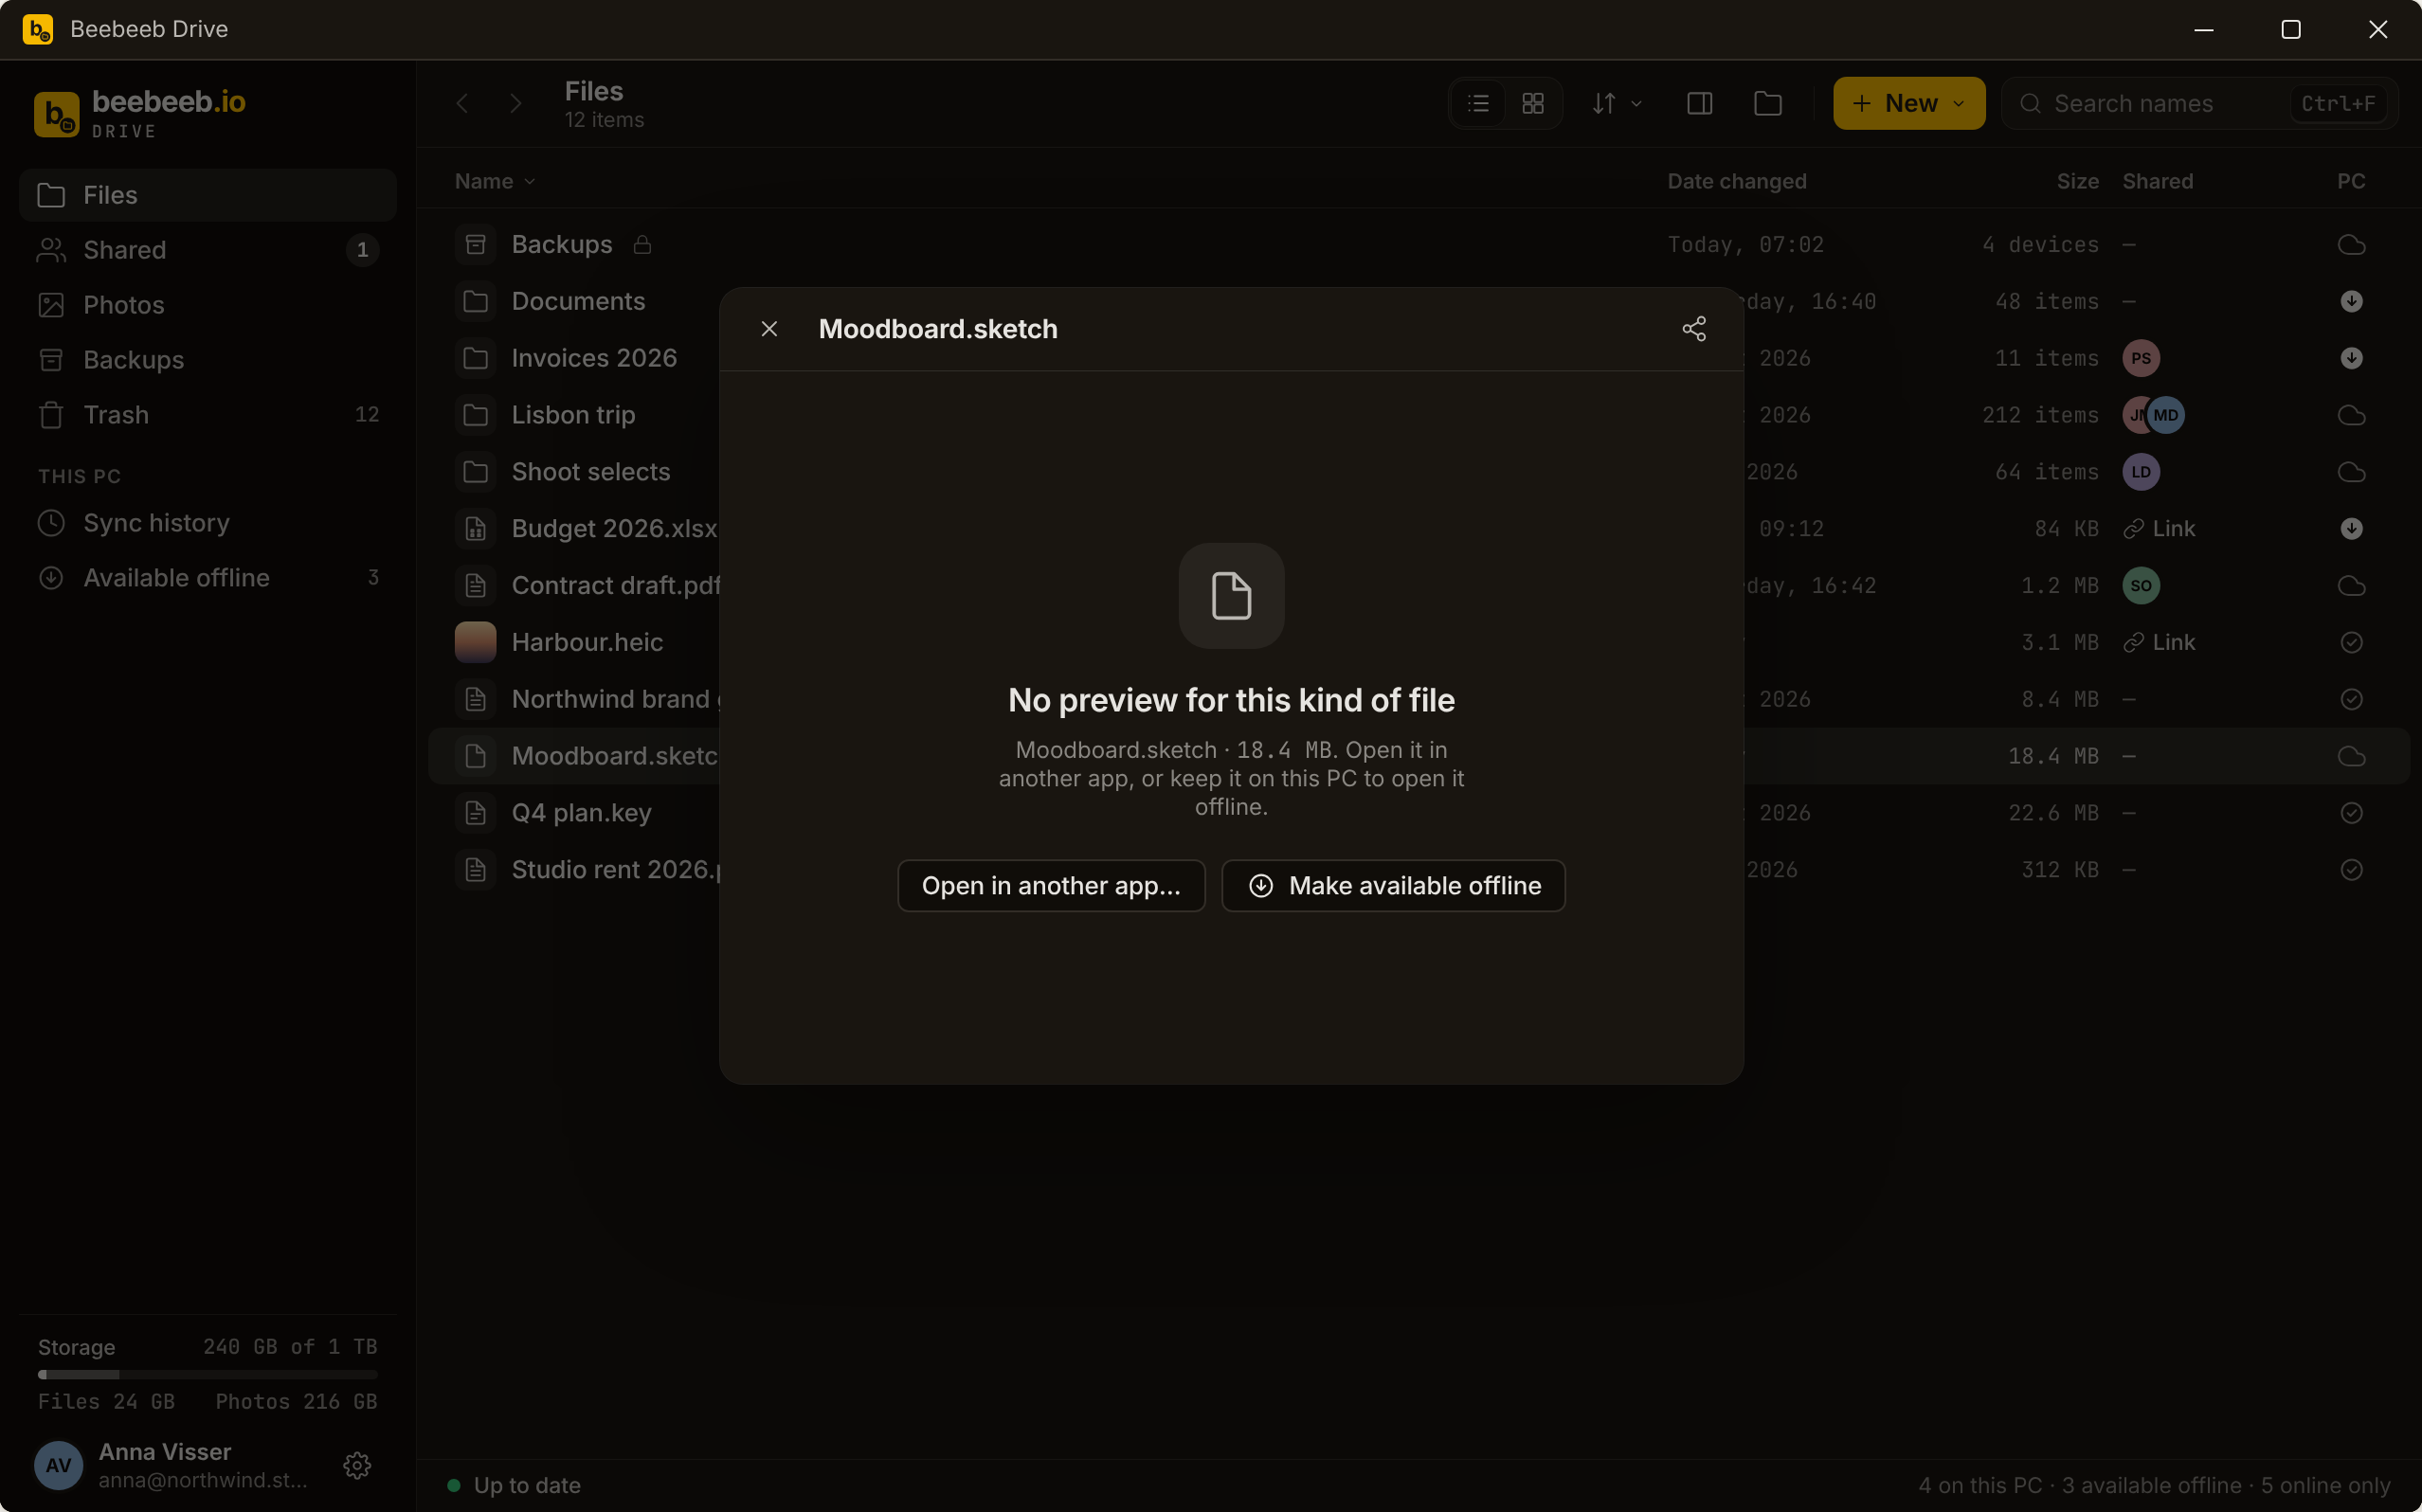 Beebeeb Drive
beebeeb.io
DRIVE
Files
Shared 1
Photos
Backups
Trash 12
THIS PC
Sync history
Available offline 3
Storage 240 GB of 1 TB
Files 24 GB Photos 216 GB
AV Anna Visser
anna@northwind.st...
Files
12 items
New
Search names Ctrl+F
Name Date changed Size Shared PC
Backups Today, 07:02 4 devices —
Documents day, 16:40 48 items —
Invoices 2026 2026 11 items PS
Lisbon trip 2026 212 items MD
Shoot selects 2026 64 items LD
Budget 2026.xlsx 09:12 84 KB Link
Contract draft.pdf day, 16:42 1.2 MB SO
Harbour.heic 3.1 MB Link
Northwind brand 2026 8.4 MB —
Moodboard.sketc 18.4 MB —
Q4 plan.key 2026 22.6 MB —
Studio rent 2026. 2026 312 KB —
Moodboard.sketch
No preview for this kind of file
Moodboard.sketch · 18.4 MB. Open it in
another app, or keep it on this PC to open it
offline.
Open in another app...
Make available offline
Up to date
4 on this PC · 3 available offline · 5 online only